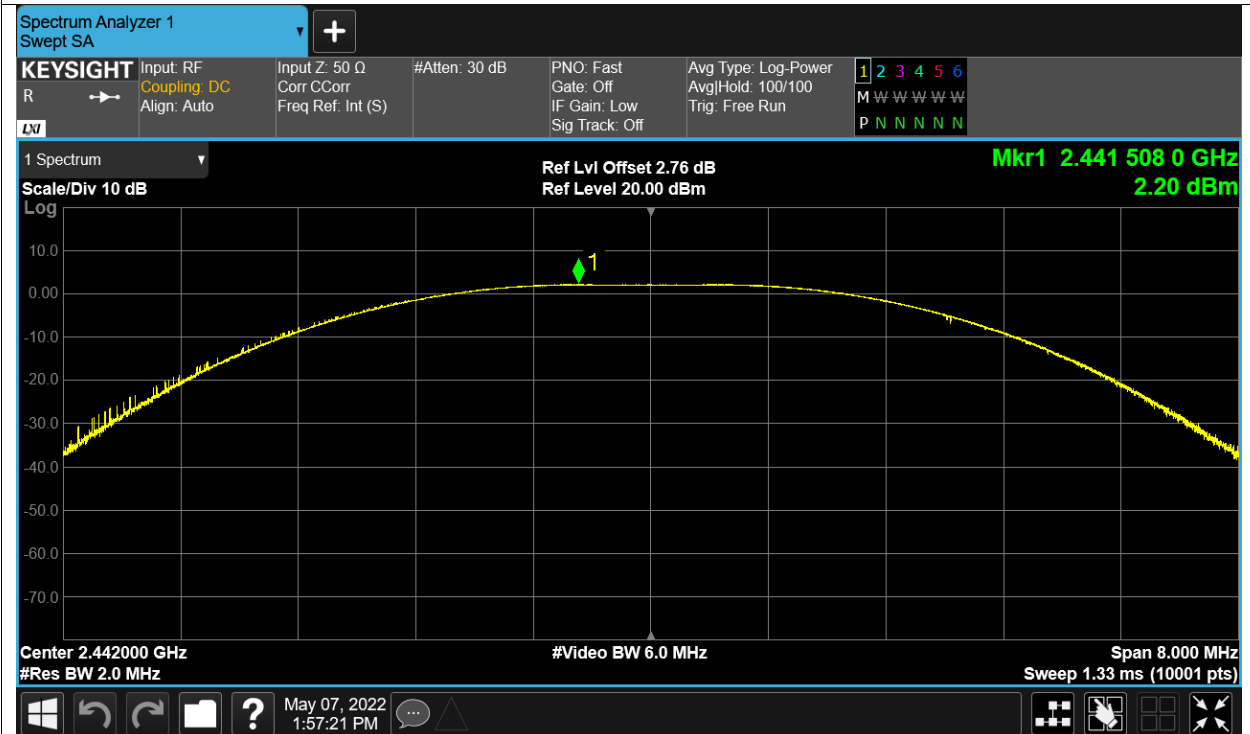 Spectrum Analyzer 1
Swept SA
+
KEYSIGHT
R
LXI
Input: RF
Coupling: DC
Align: Auto
Input Z: 50 Ω
Corr CCorr
Freq Ref: Int (S)
#Atten: 30 dB
PNO: Fast
Gate: Off
IF Gain: Low
Sig Track: Off
Avg Type: Log-Power
Avg|Hold: 100/100
Trig: Free Run
1 2 3 4 5 6
M W W W W W
P N N N N N
1 Spectrum
Scale/Div 10 dB
Log
Ref Lvl Offset 2.76 dB
Ref Level 20.00 dBm
Mkr1 2.441 508 0 GHz
2.20 dBm
1
10.0
0.00
-10.0
-20.0
-30.0
-40.0
-50.0
-60.0
-70.0
Center 2.442000 GHz
#Res BW 2.0 MHz
#Video BW 6.0 MHz
Span 8.000 MHz
Sweep 1.33 ms (10001 pts)
?
May 07, 2022
1:57:21 PM